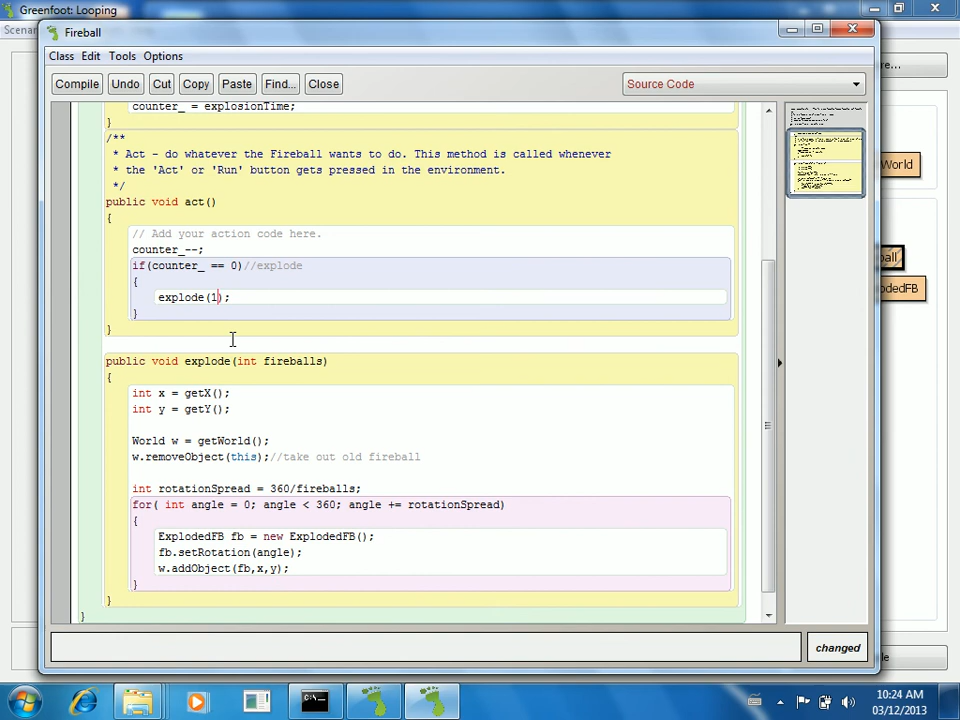 Greenfoot: Looping
Scenar
Fireball
Class Edit Tools Options
Compile Undo Cut Copy Paste Find... Close Source Code
counter_ = explosionTime;
}
/**
* Act - do whatever the Fireball wants to do. This method is called whenever
* the 'Act' or 'Run' button gets pressed in the environment.
*/
public void act()
{
// Add your action code here.
counter_--;
if(counter_ == 0)//explode
{
explode(1);
}
}
public void explode(int fireballs)
{
int x = getX();
int y = getY();
World w = getWorld();
w.removeObject(this);//take out old fireball
int rotationSpread = 360/fireballs;
for( int angle = 0; angle < 360; angle += rotationSpread)
{
ExplodedFB fb = new ExplodedFB();
fb.setRotation(angle);
w.addObject(fb,x,y);
}
}
}
changed
re...
World
ball
odedFB
le
10:24 AM
03/12/2013